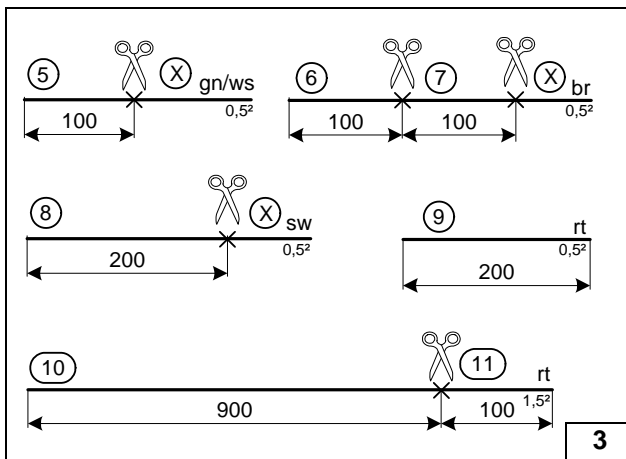 5 X gn/ws
100 0,5²
6 7 X br
100 100 0,5²
8 X sw
200 0,5²
9 rt
200 0,5²
10 11 rt
900 100 1,5²
3